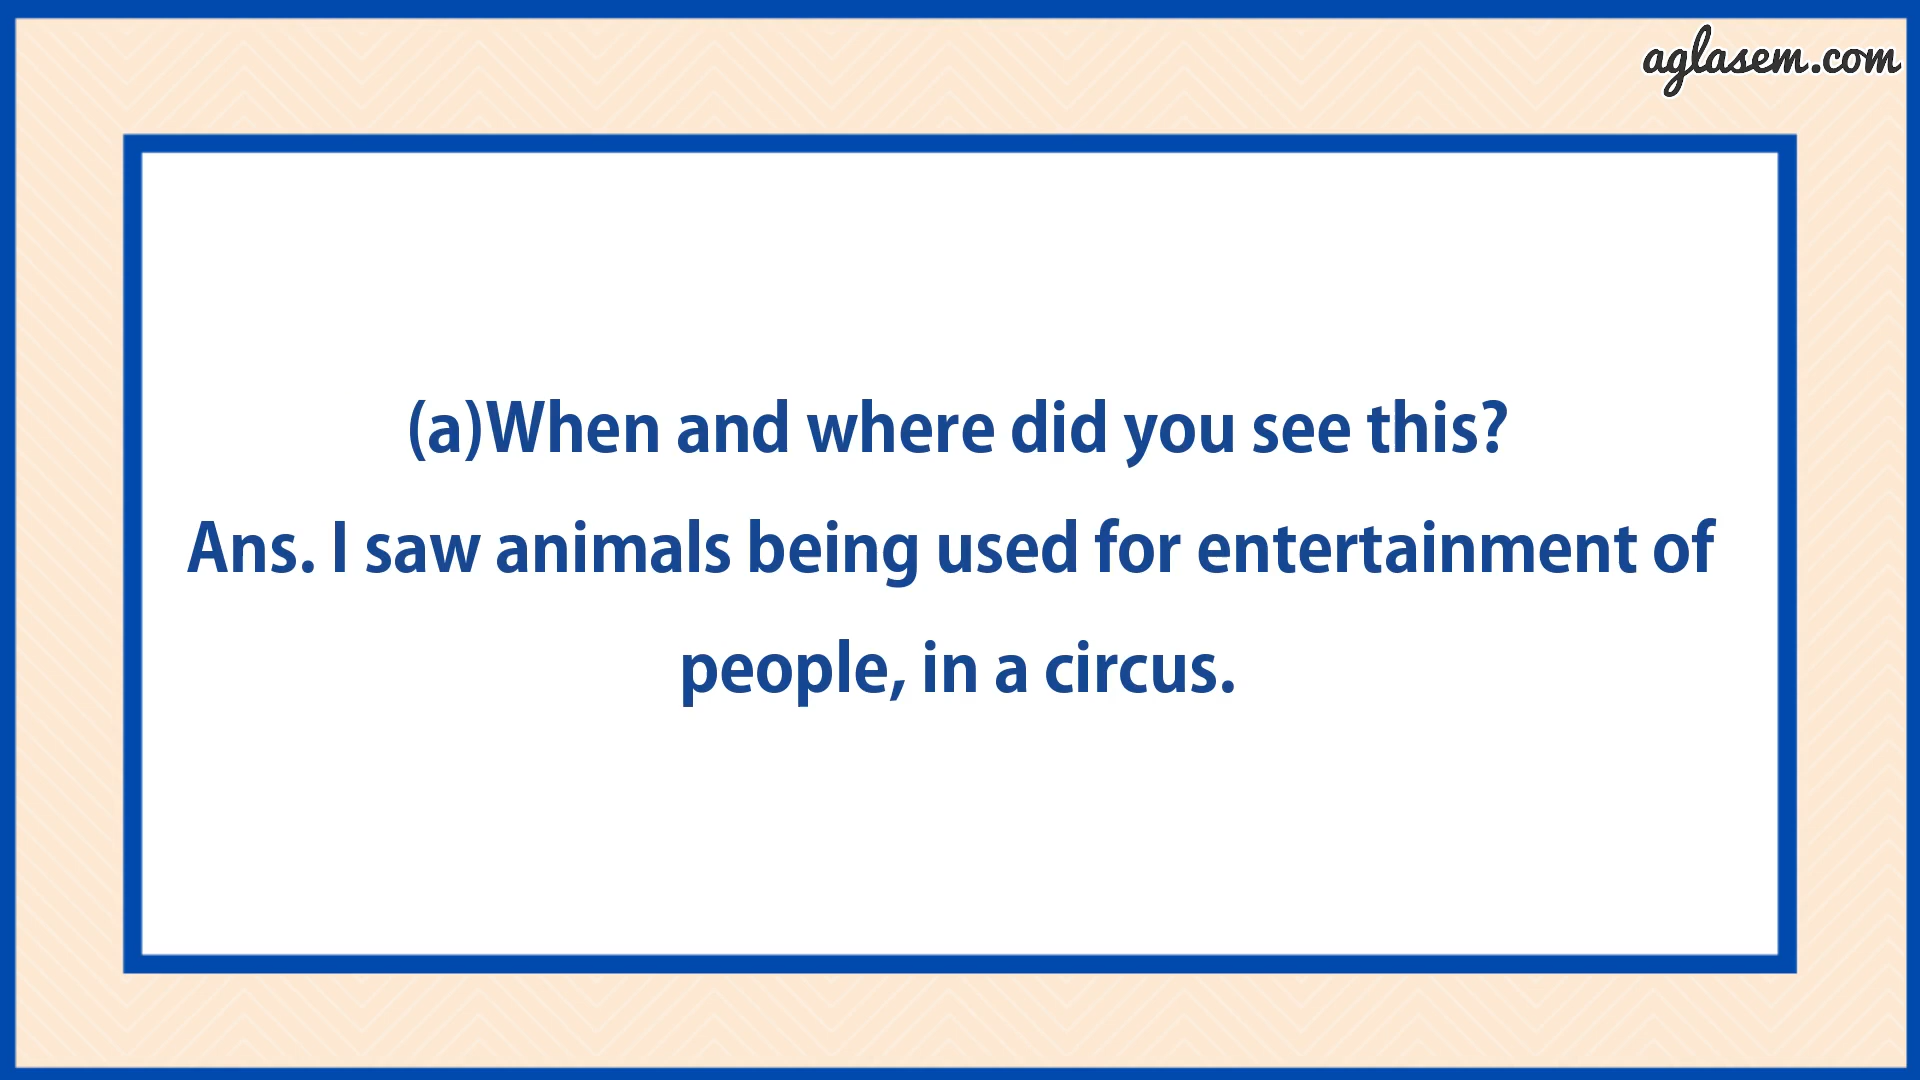 aglasem.com
(a)When and where did you see this?
Ans. I saw animals being used for entertainment of
people, in a circus.